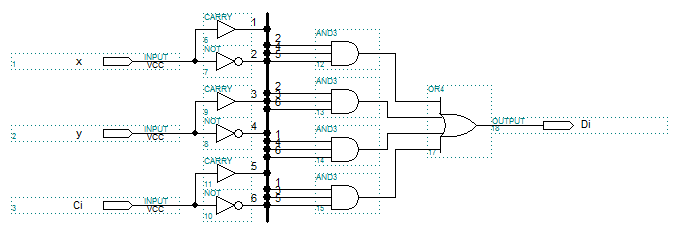 CARRY
1
6
NOT
2
7
1
x
INPUT
VCC
AND3
2
4
5
12
CARRY
3
9
NOT
4
8
2
y
INPUT
VCC
AND3
2
3
6
13
AND3
1
4
6
14
CARRY
5
11
NOT
6
10
3
Ci
INPUT
VCC
AND3
1
3
5
15
OR4
17
OUTPUT
18
Di